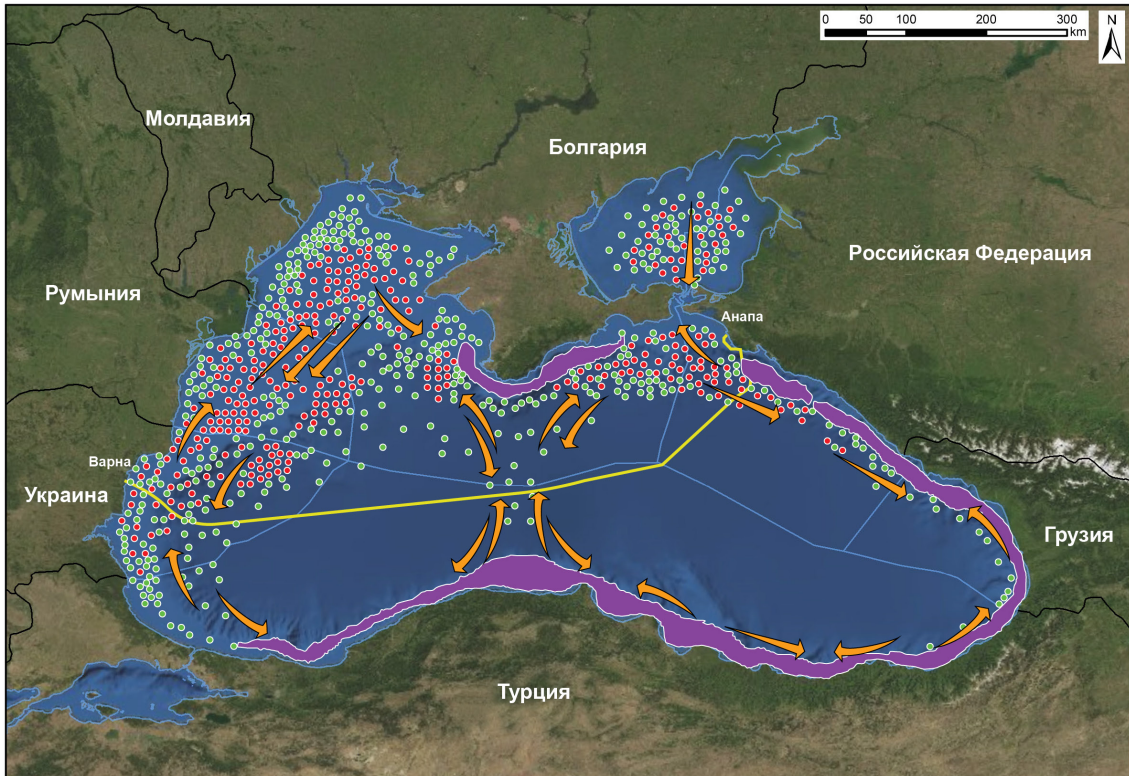 0 50 100 200 300
km
N
Молдавия
Болгария
Российская Федерация
Румыния
Анапа
Варна
Украина
Грузия
Турция